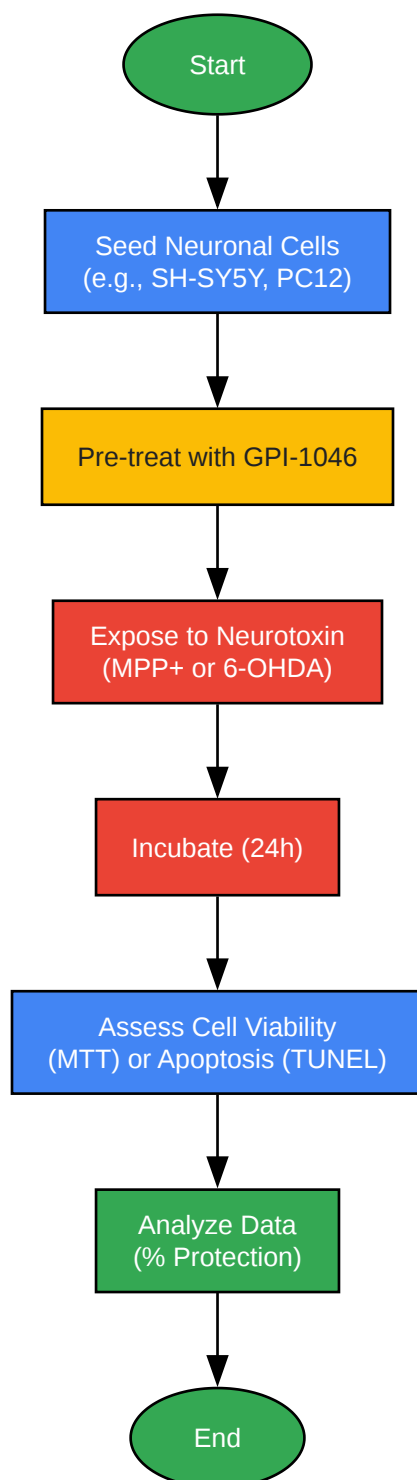 Start
Seed Neuronal Cells
(e.g., SH-SY5Y, PC12)
Pre-treat with GPI-1046
Expose to Neurotoxin
(MPP+ or 6-OHDA)
Incubate (24h)
Assess Cell Viability
(MTT) or Apoptosis (TUNEL)
Analyze Data
(% Protection)
End